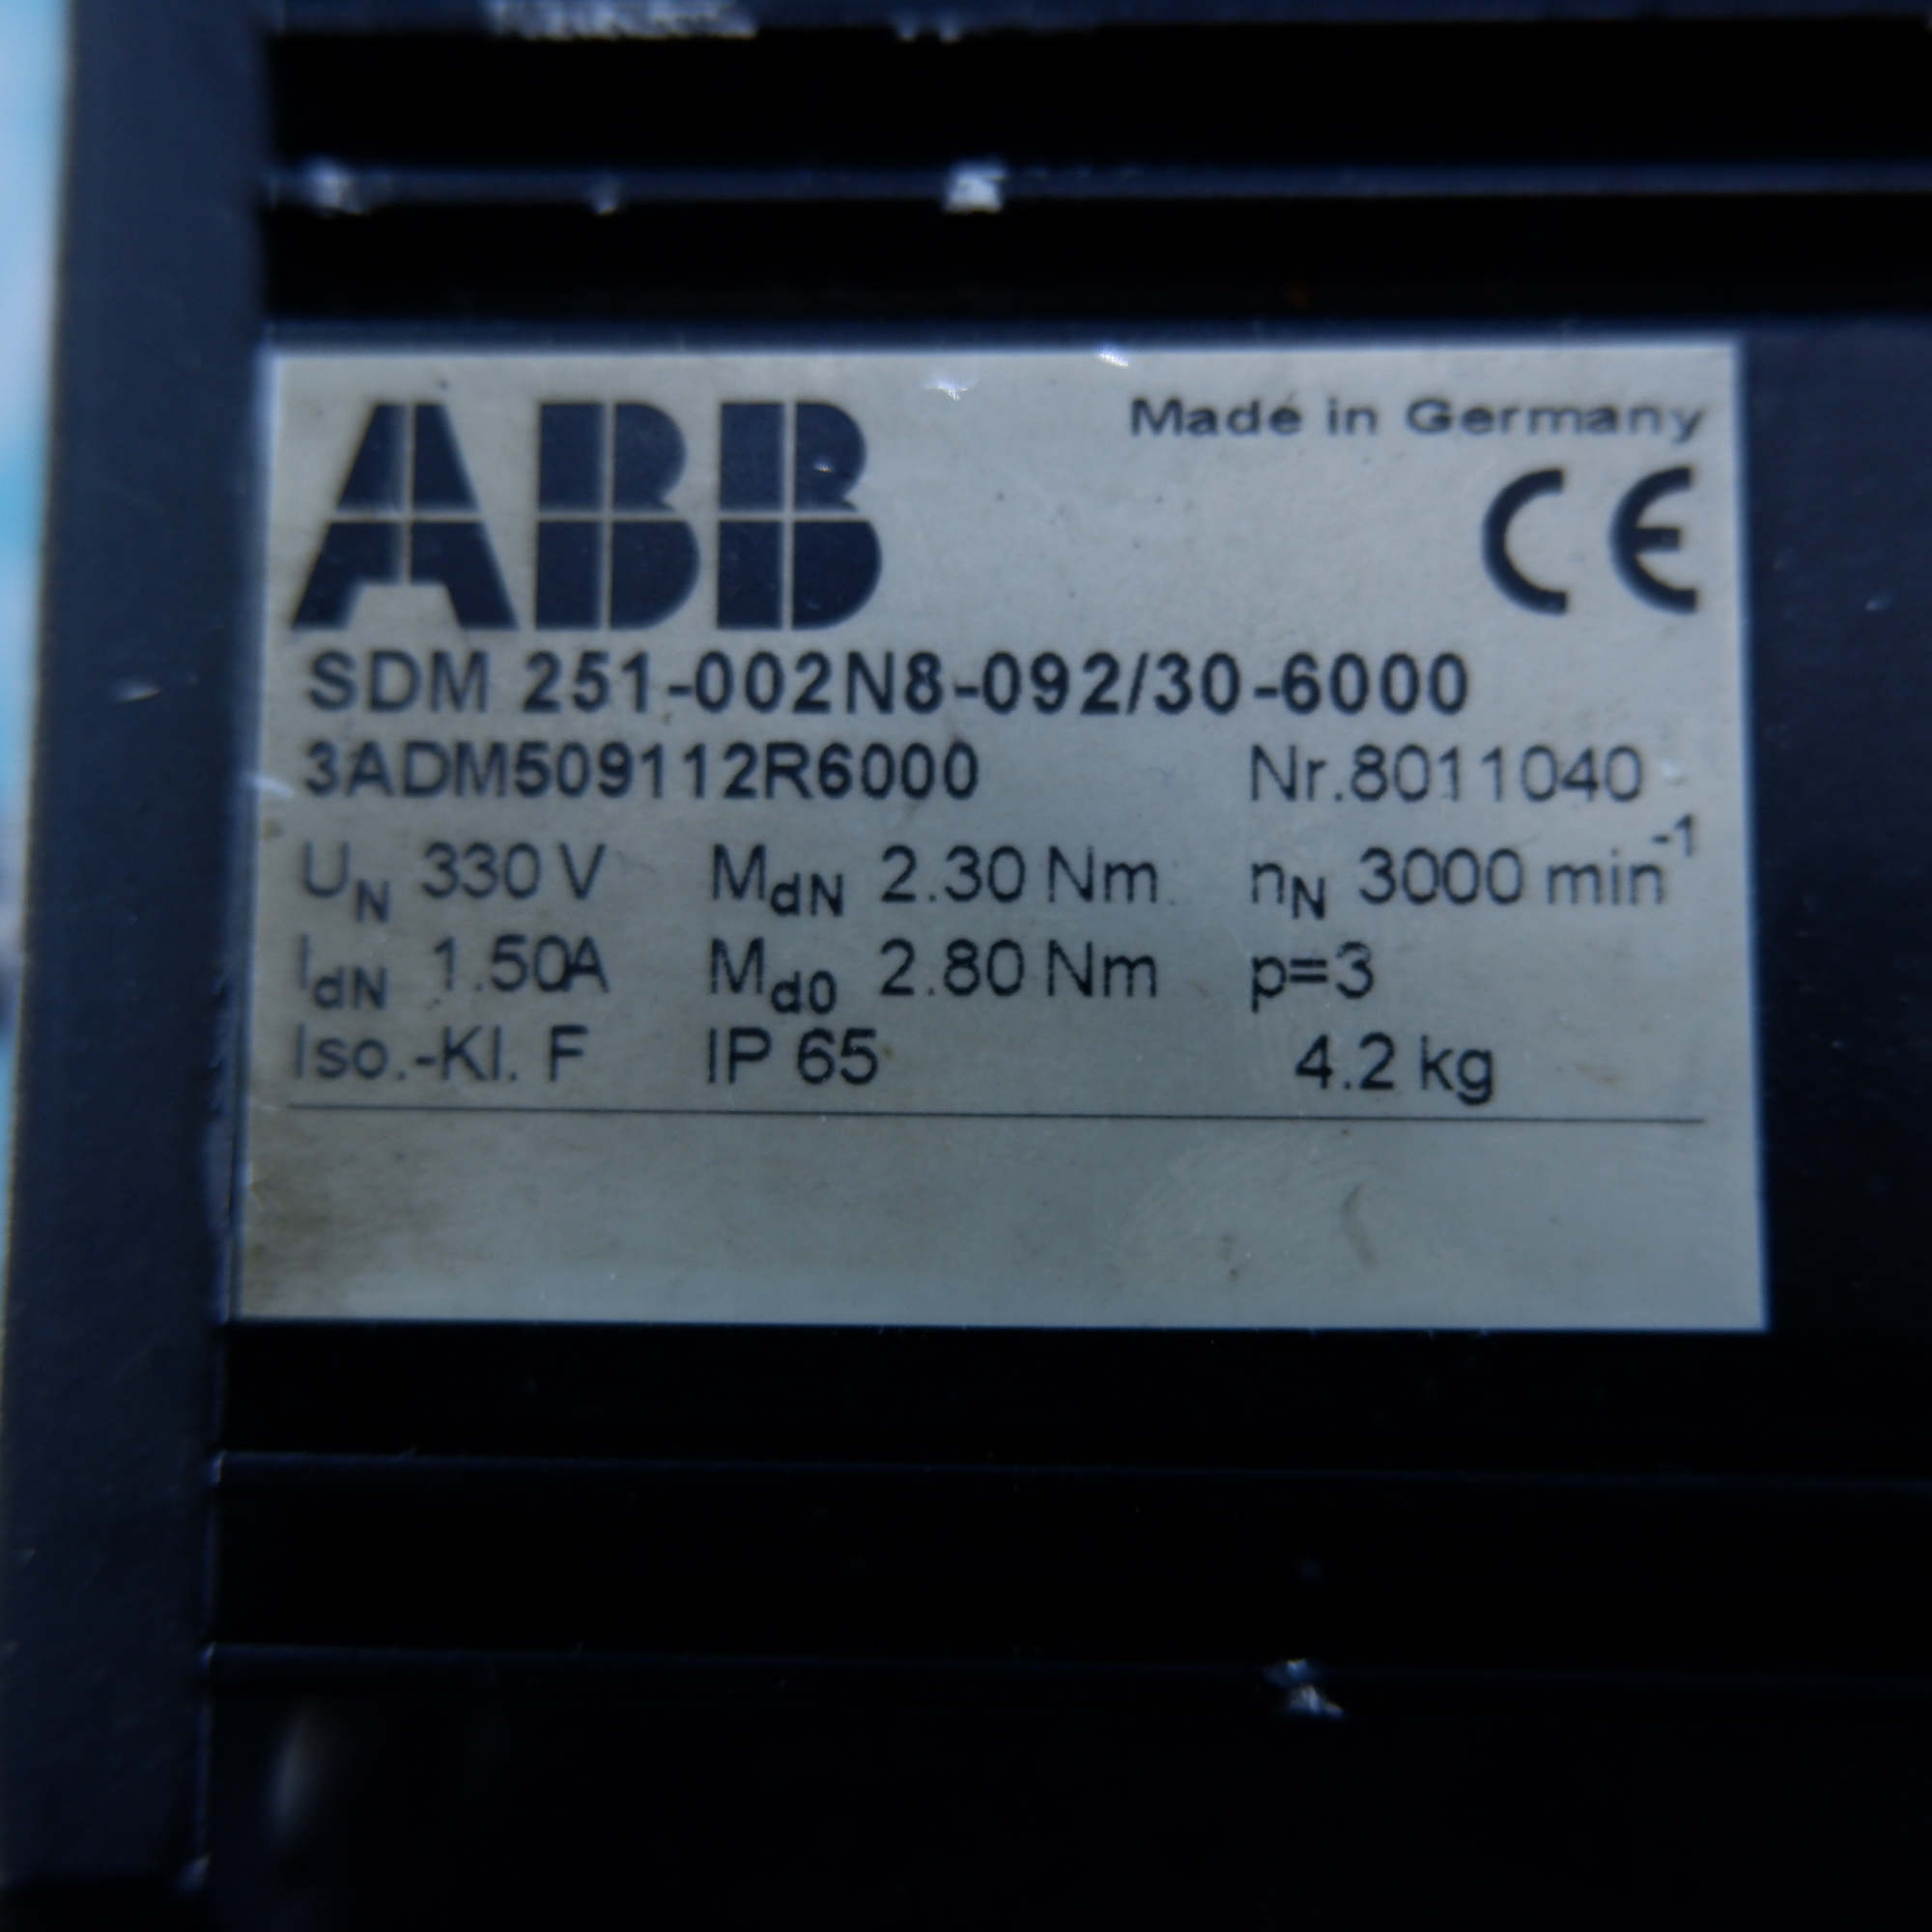 ABB
Made in Germany
CE
SDM 251-002N8-092/30-6000
3ADM509112R6000 Nr.8011040
UN 330 V MdN 2.30 Nm nN 3000 min-1
IdN 1.50A Md0 2.80 Nm p=3
Iso.-Kl. F IP 65 4.2 kg